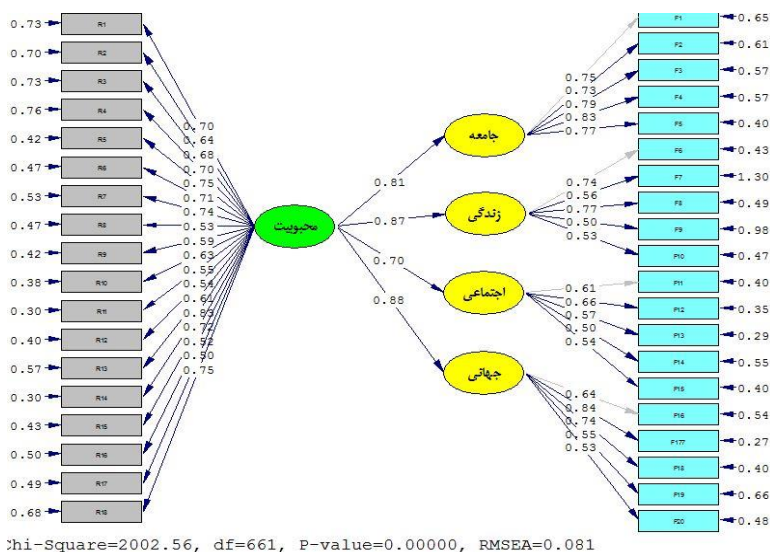 0.73 R1
0.70 R2
0.73 R3
0.76 R4
0.42 R5
0.47 R6
0.53 R7
0.47 R8
0.42 R9
0.38 R10
0.30 R11
0.40 R12
0.57 R13
0.30 R14
0.43 R15
0.50 R16
0.49 R17
0.68 R18
0.70
0.64
0.68
0.70
0.75
0.71
0.74
0.53
0.59
0.63
0.55
0.54
0.61
0.83
0.72
0.52
0.50
0.75
محبوبیت
0.81
0.87
0.70
0.88
جامعه
زندگی
اجتماعی
جهانی
0.75
0.73
0.79
0.83
0.77
0.74
0.56
0.77
0.50
0.53
0.61
0.66
0.57
0.50
0.54
0.64
0.84
0.74
0.55
0.53
F1 0.65
F2 0.61
F3 0.57
F4 0.57
F5 0.40
F6 0.43
F7 1.30
F8 0.49
F9 0.98
F10 0.47
F11 0.40
F12 0.35
F13 0.29
F14 0.55
F15 0.40
F16 0.54
F177 0.27
F18 0.40
F19 0.66
F20 0.48
Chi-Square=2002.56, df=661, P-value=0.00000, RMSEA=0.081